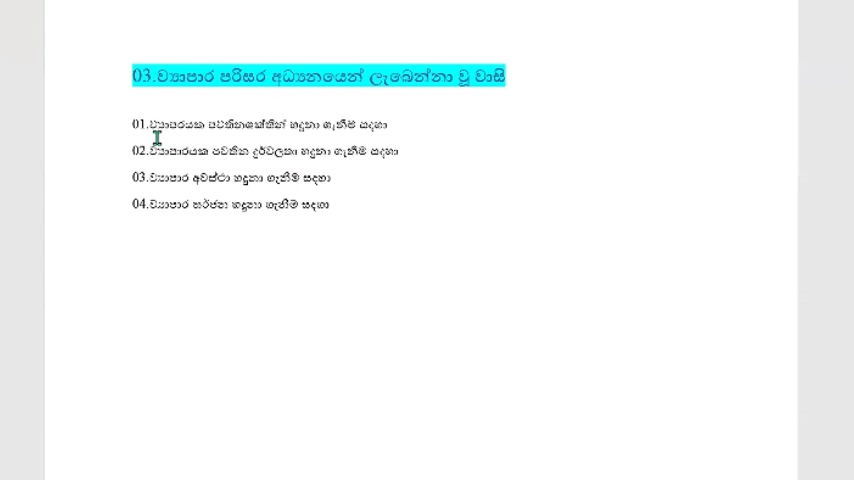 03.ව්‍යාපාර පරිසර අධ්‍යනයෙන් ලැබෙන්නා වූ වාසි
01.ව්‍යාපරයක පවතිනශක්තින් හදුනා ගැනීම සදහා
02.ව්‍යාපාරයක පවතින දුර්වලතා හදුනා ගැනීම සදහා
03.ව්‍යාපාර අවස්ථා හදුනා ගැනීම සදහා
04.ව්‍යාපාර තර්ජන හදුනා ගැනීම සදහා